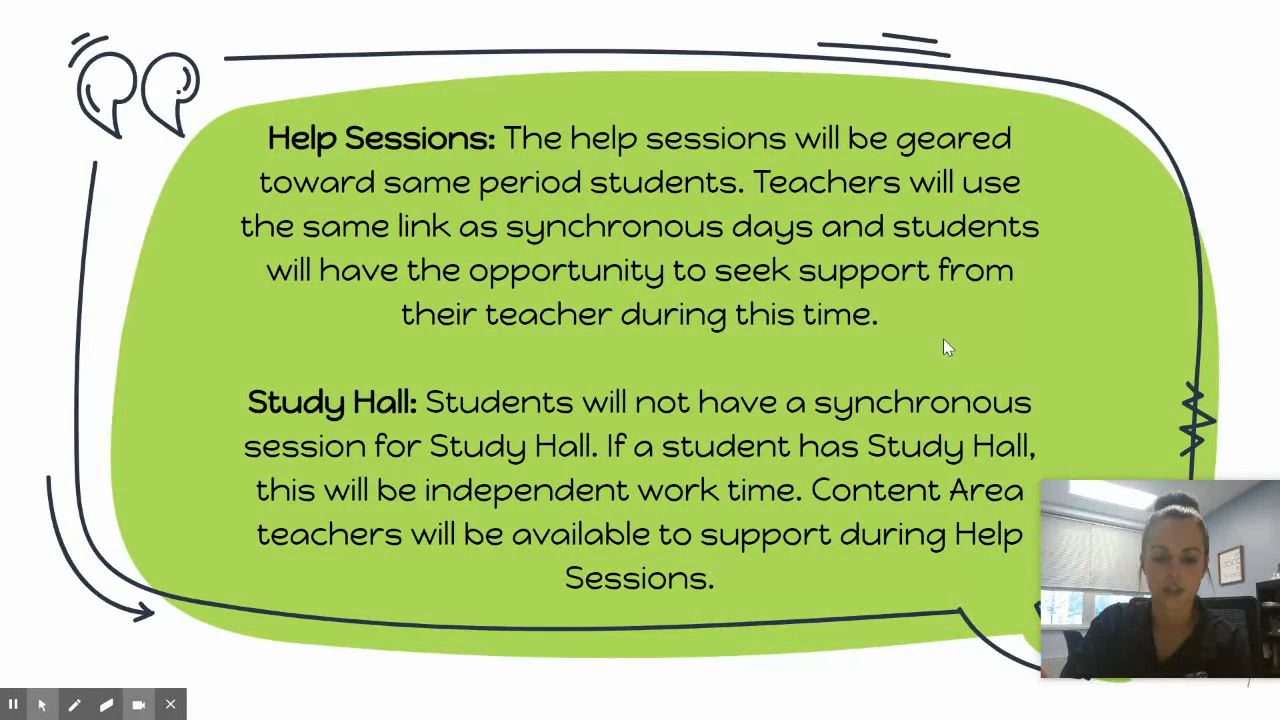 Help Sessions: The help sessions will be geared
toward same period students. Teachers will use
the same link as synchronous days and students
will have the opportunity to seek support from
their teacher during this time.
Study Hall: Students will not have a synchronous
session for Study Hall. If a student has Study Hall,
this will be independent work time. Content Area
teachers will be available to support during Help
Sessions.